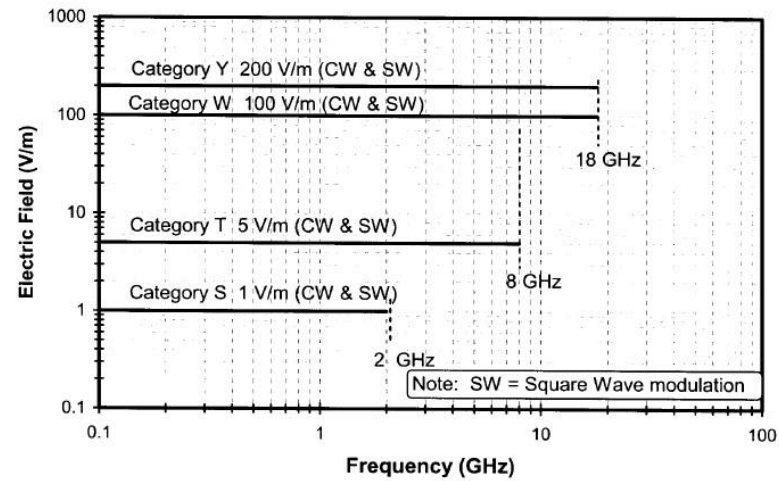 1000
Category Y 200 V/m (CW & SW)
Category W 100 V/m (CW & SW)
100
18 GHz
Electric Field (V/m)
10
Category T 5 V/m (CW & SW)
8 GHz
Category S 1 V/m (CW & SW)
1
2 GHz
Note: SW = Square Wave modulation
0.1
0.1 1 10 100
Frequency (GHz)